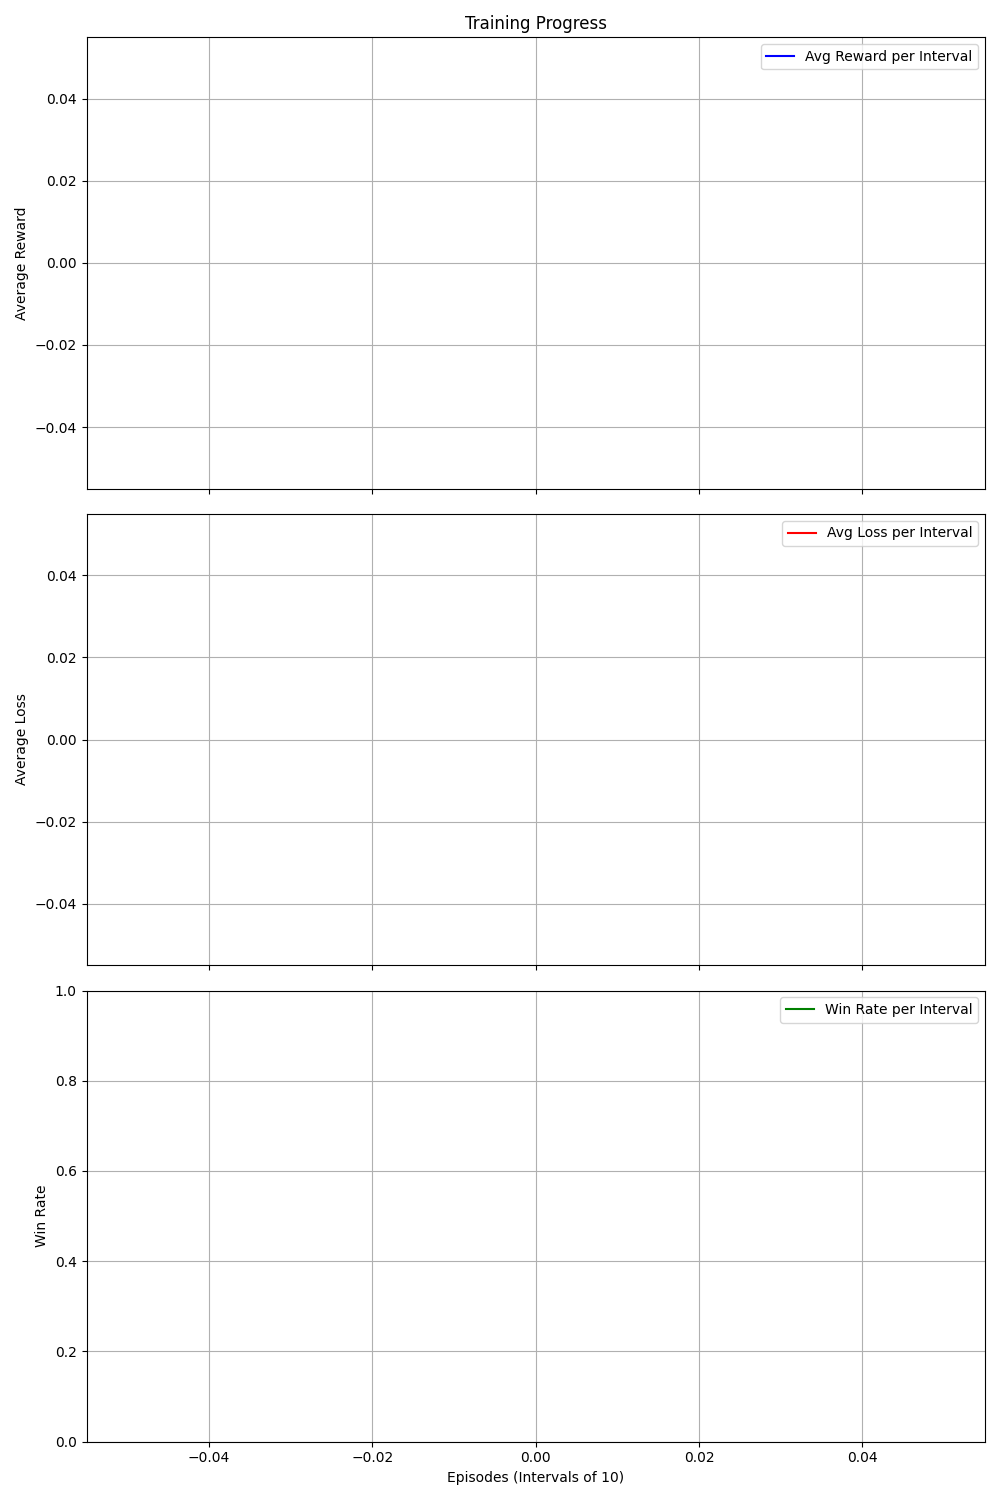 Training Progress
Avg Reward per Interval
0.04
0.02
0.00
−0.02
−0.04
Average Reward
Avg Loss per Interval
0.04
0.02
0.00
−0.02
−0.04
Average Loss
Win Rate per Interval
1.0
0.8
0.6
0.4
0.2
0.0
Win Rate
−0.04 −0.02 0.00 0.02 0.04
Episodes (Intervals of 10)